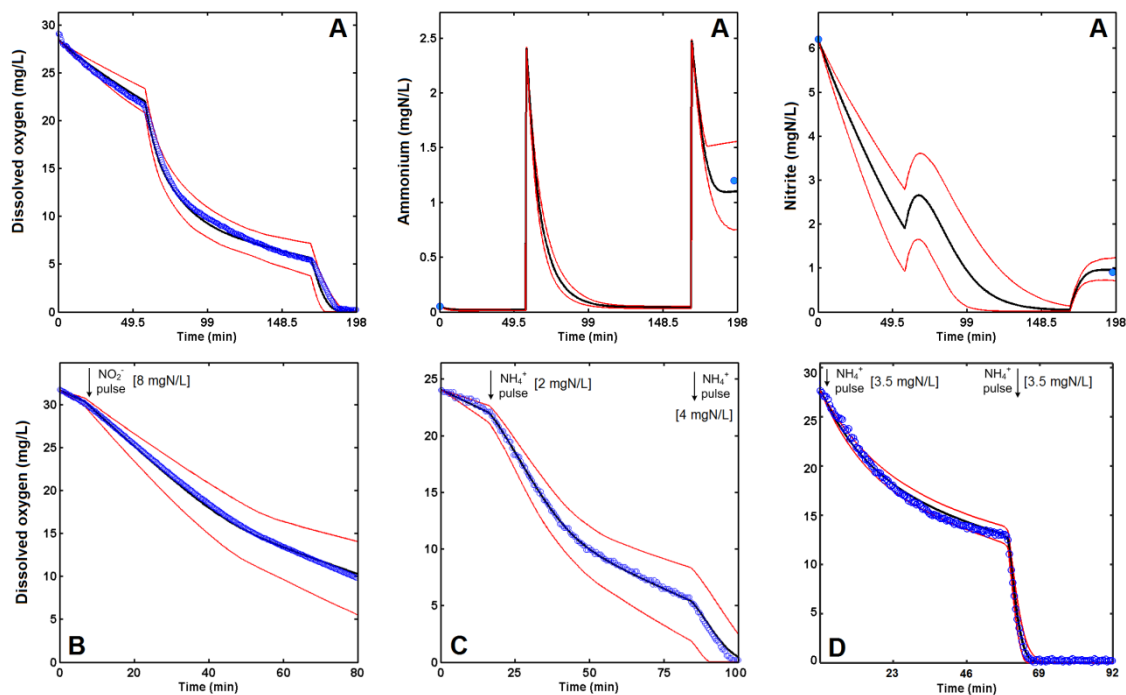 A
Dissolved oxygen (mg/L)
30
25
20
15
10
5
0
0
49.5
99
148.5
198
Time (min)
A
Ammonium (mgN/L)
2.5
2
1.5
1
0.5
0
0
49.5
99
148.5
198
Time (min)
A
Nitrite (mgN/L)
6
5
4
3
2
1
0
0
49.5
99
148.5
198
Time (min)
B
Dissolved oxygen (mg/L)
30
25
20
15
10
5
0
NO₂⁻ [8 mgN/L]
pulse
0
20
40
60
80
Time (min)
C
25
20
15
10
5
0
NH₄⁺ [2 mgN/L]
pulse
NH₄⁺
pulse
[4 mgN/L]
0
25
50
75
100
Time (min)
D
30
25
20
15
10
5
0
NH₄⁺ [3.5 mgN/L]
pulse
NH₄⁺ [3.5 mgN/L]
pulse
0
23.5
46
69
92
Time (min)